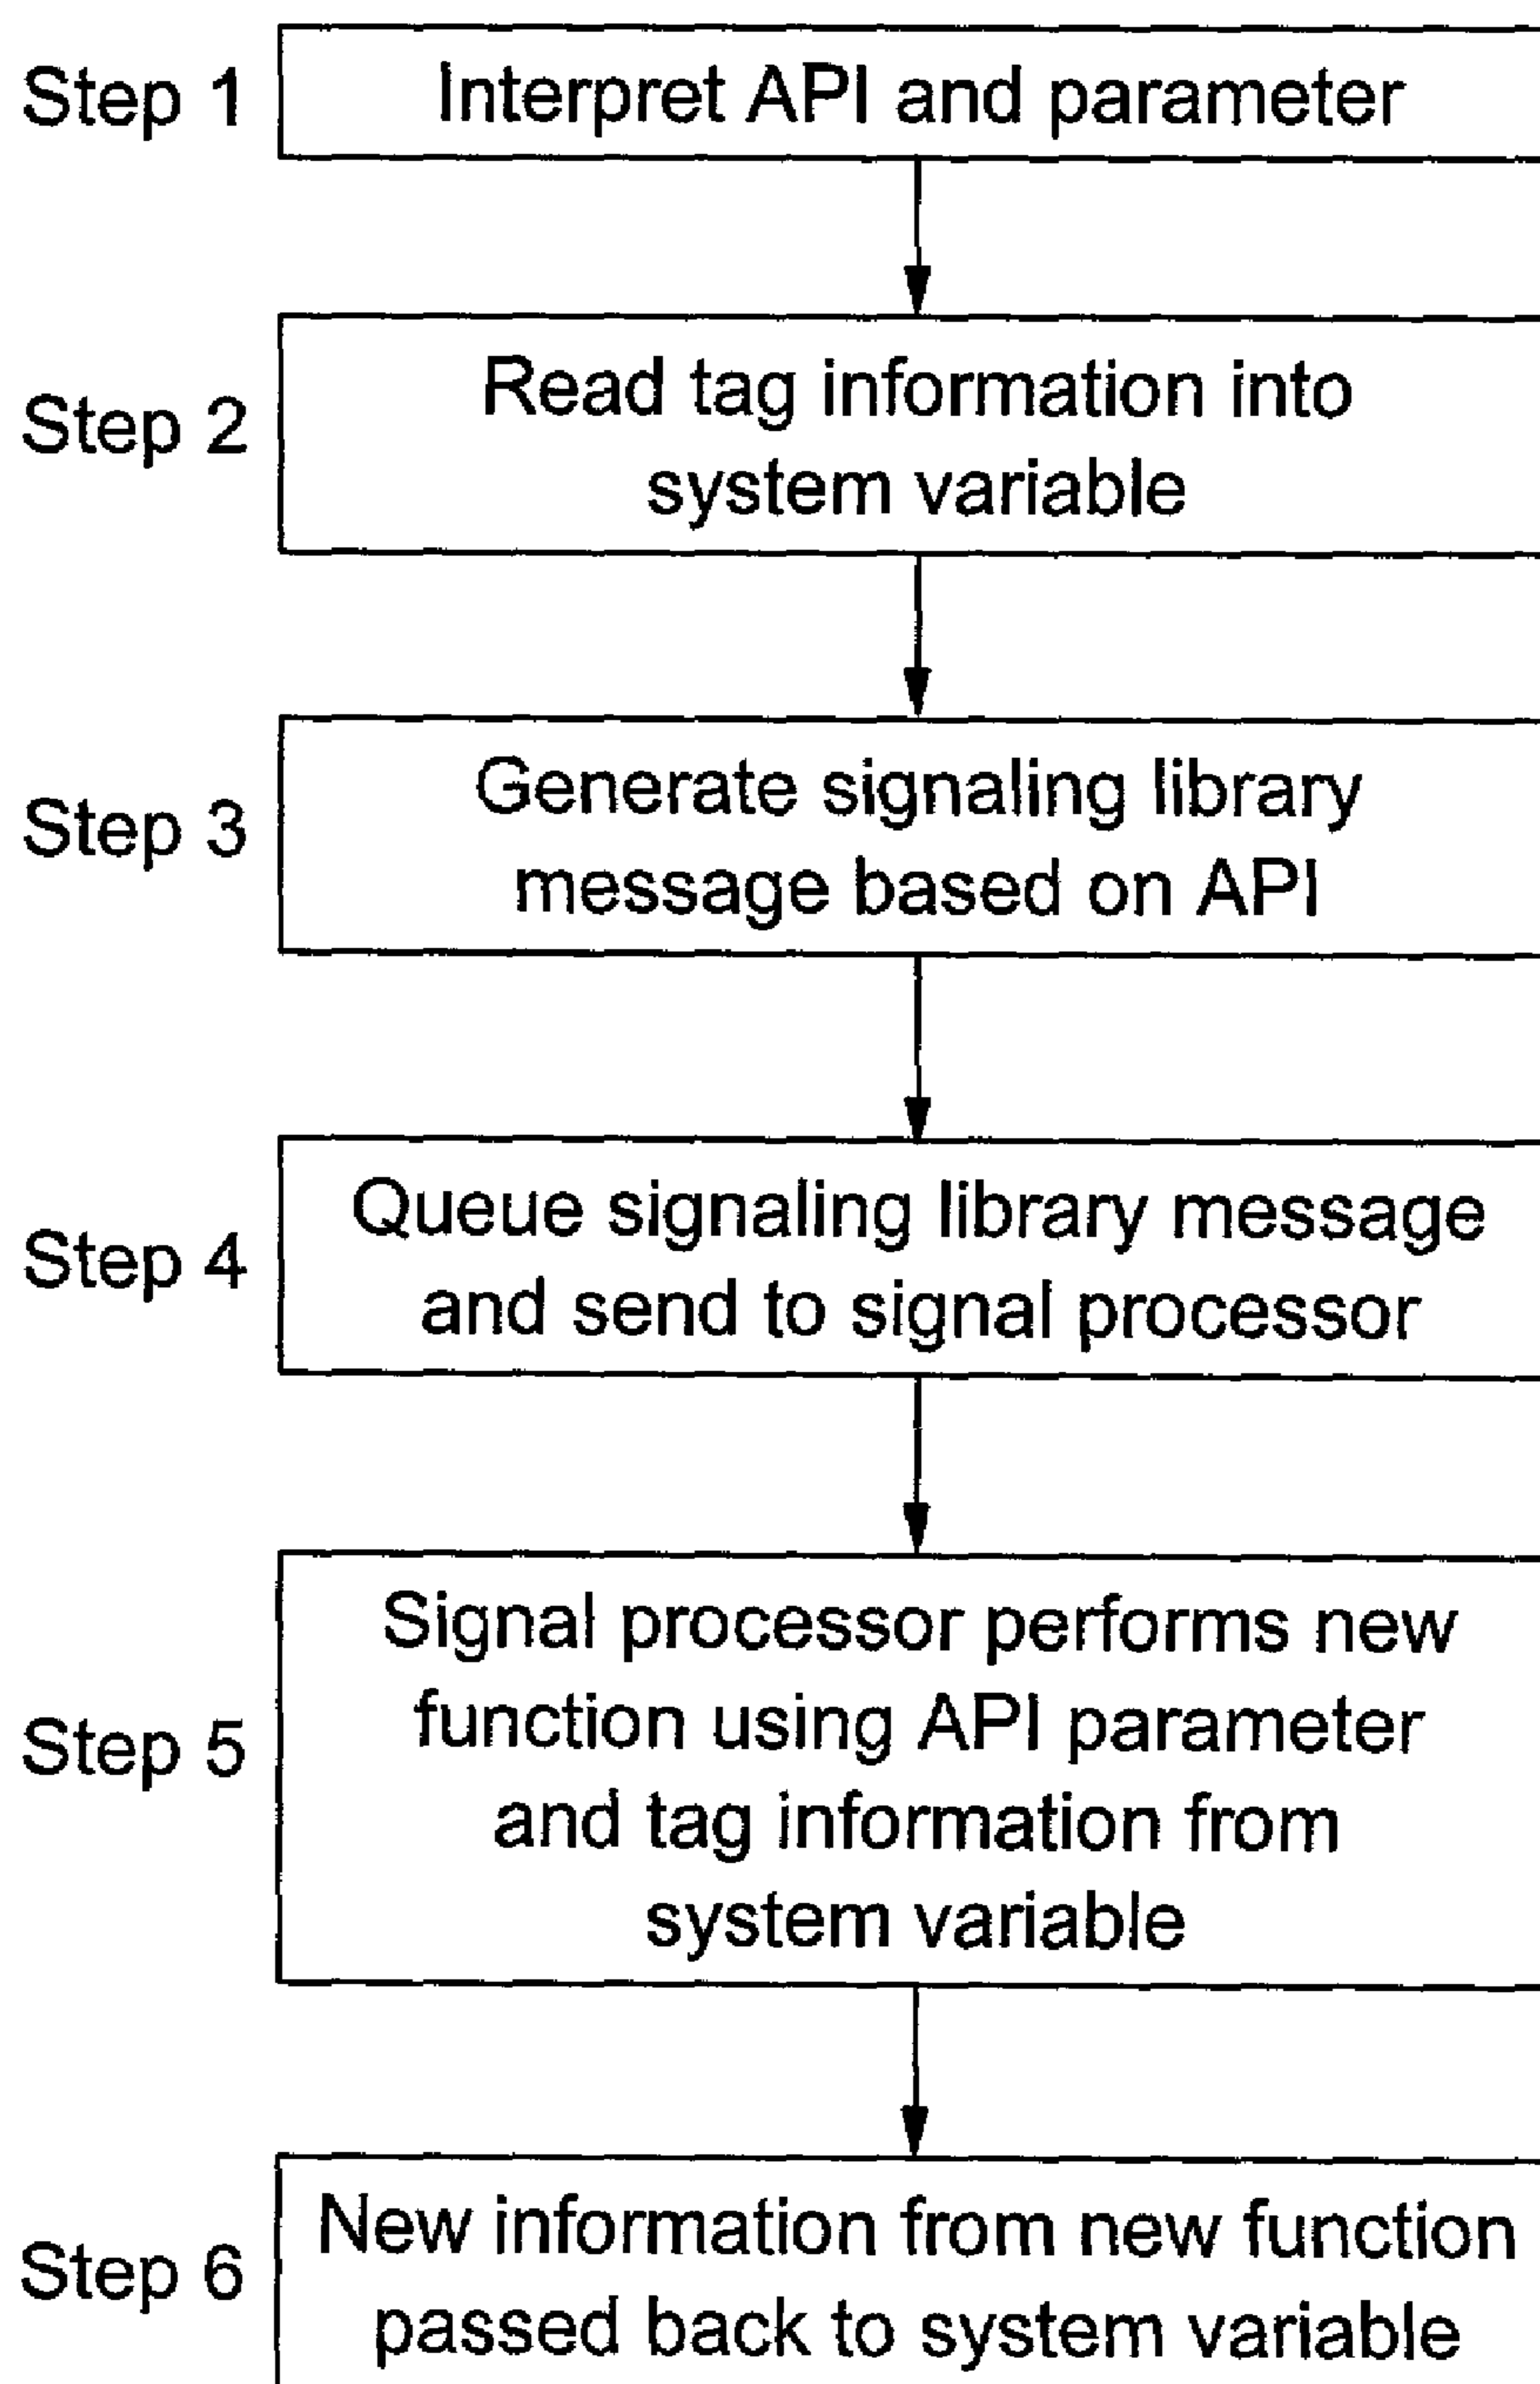 Step 1
Interpret API and parameter
Step 2
Read tag information into
system variable
Step 3
Generate signaling library
message based on API
Step 4
Queue signaling library message
and send to signal processor
Step 5
Signal processor performs new
function using API parameter
and tag information from
system variable
Step 6
New information from new function
passed back to system variable